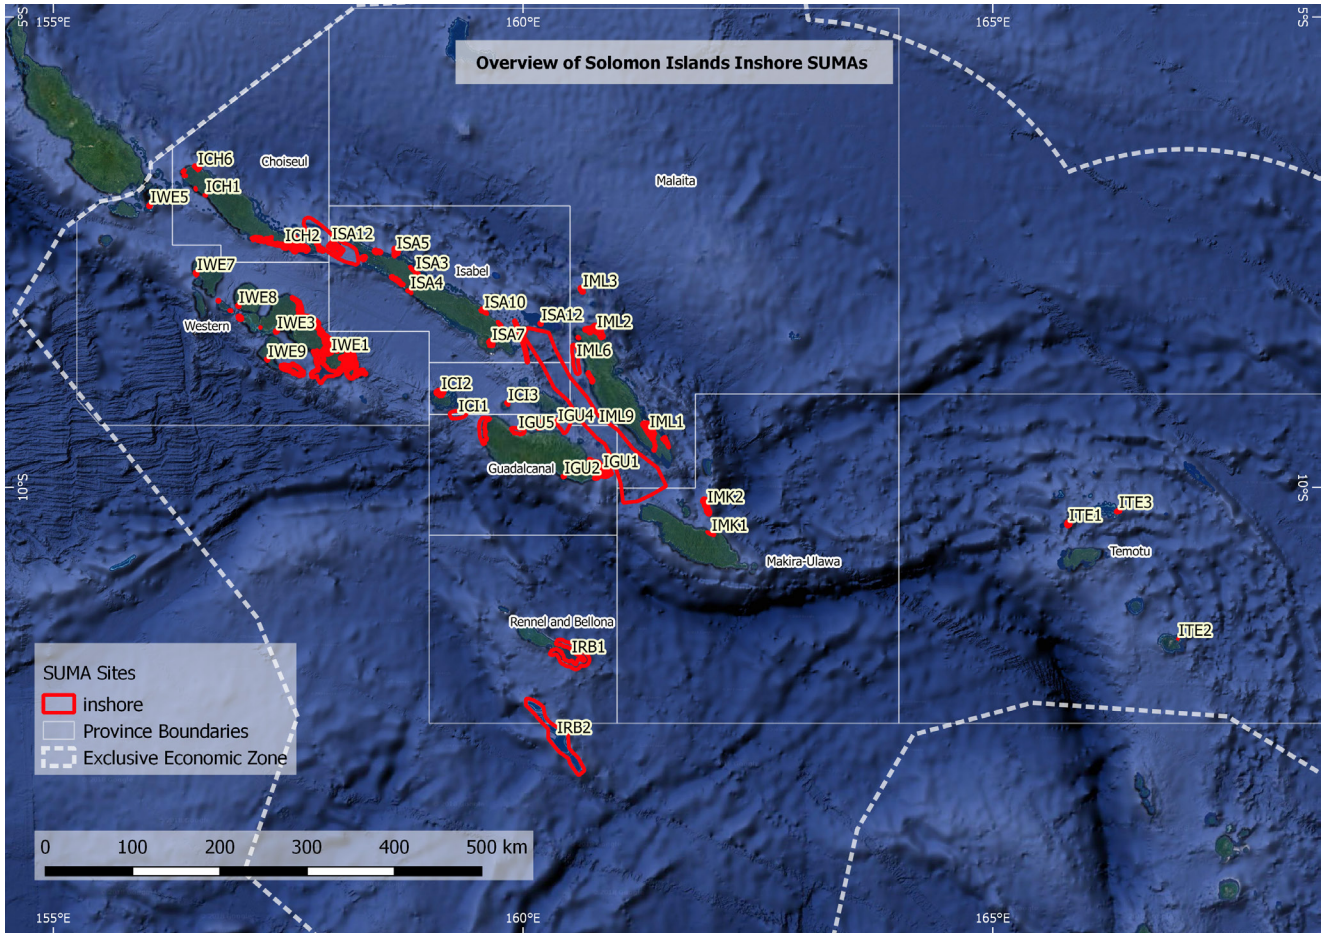 5°S
155°E
160°E
165°E
5°S
Overview of Solomon Islands Inshore SUMAs
ICH6
Choiseul
ICH1
IWE5
Malaita
ICH2
ISA12
ISA5
ISA3
Isabel
ISA4
IWE7
IML3
IWE8
ISA10
ISA12
IML2
Western
IWE3
ISA7
IWE1
IML6
IWE9
ICI2
ICI3
ICI1
IGU4
IML9
IGU5
IML1
Guadalcanal
IGU2
IGU1
10°S
10°S
IMK2
IMK1
ITE3
ITE1
Temotu
Makira-Ulawa
Rennel and Bellona
IRB1
ITE2
IRB2
SUMA Sites
inshore
Province Boundaries
Exclusive Economic Zone
0 100 200 300 400 500 km
155°E
160°E
165°E